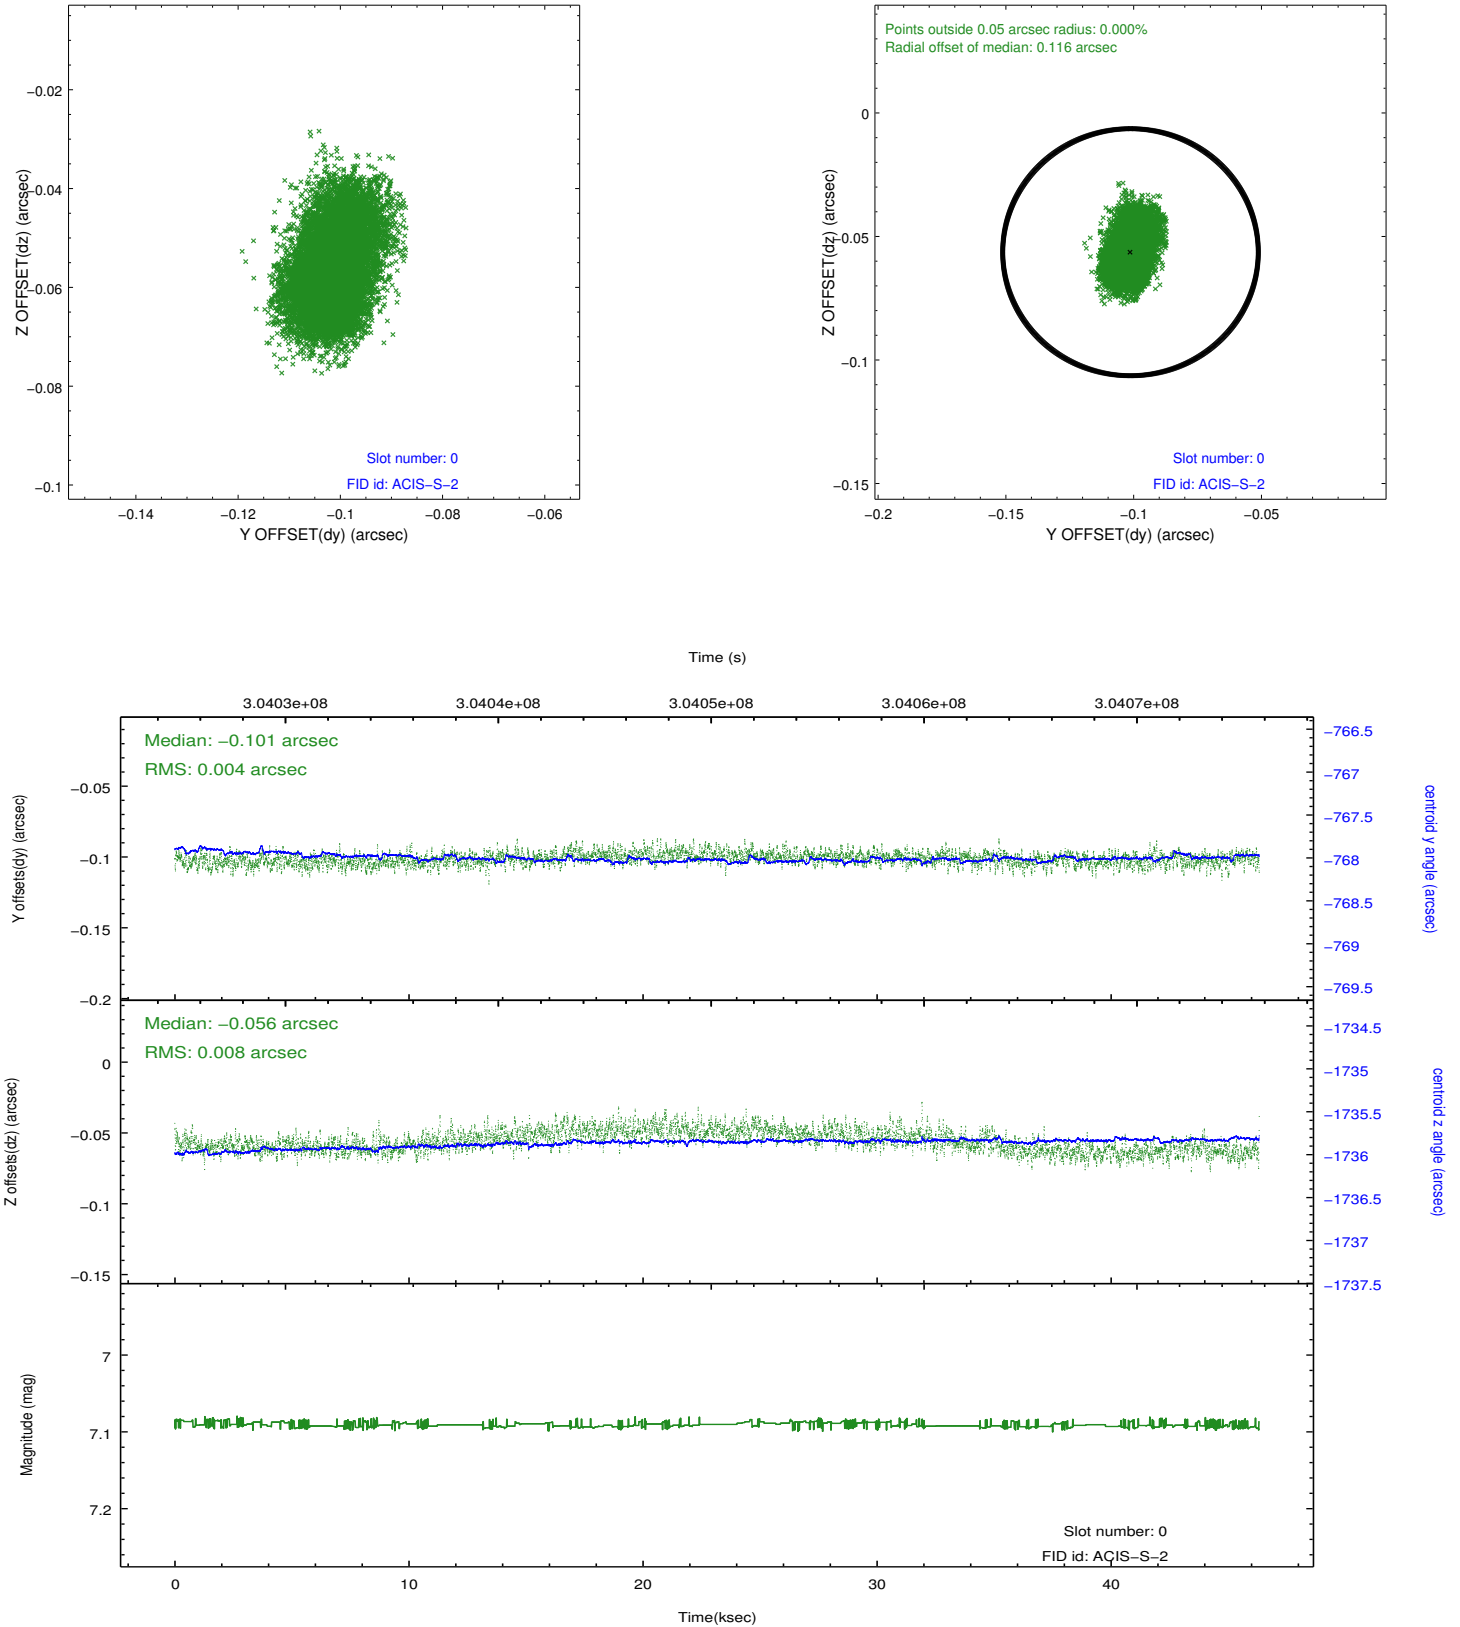 −0.02
−0.04
−0.06
−0.08
−0.1
Z OFFSET(dz) (arcsec)
−0.14
−0.12
−0.1
−0.08
−0.06
Y OFFSET(dy) (arcsec)
Slot number: 0
FID id: ACIS−S−2
Points outside 0.05 arcsec radius: 0.000%
Radial offset of median: 0.116 arcsec
0
−0.05
−0.1
−0.15
Z OFFSET(dz) (arcsec)
−0.2
−0.15
−0.1
−0.05
Y OFFSET(dy) (arcsec)
Slot number: 0
FID id: ACIS−S−2
Time (s)
3.0403e+08
3.0404e+08
3.0405e+08
3.0406e+08
3.0407e+08
Median: −0.101 arcsec
RMS: 0.004 arcsec
−0.05
−0.1
−0.15
−0.2
Y offsets(dy) (arcsec)
−766.5
−767
−767.5
−768
−768.5
−769
−769.5
centroid y angle (arcsec)
Median: −0.056 arcsec
RMS: 0.008 arcsec
0
−0.05
−0.1
−0.15
Z offsets(dz) (arcsec)
−1734.5
−1735
−1735.5
−1736
−1736.5
−1737
−1737.5
centroid z angle (arcsec)
7
7.1
7.2
Magnitude (mag)
Slot number: 0
FID id: ACIS−S−2
0
10
20
30
40
Time(ksec)